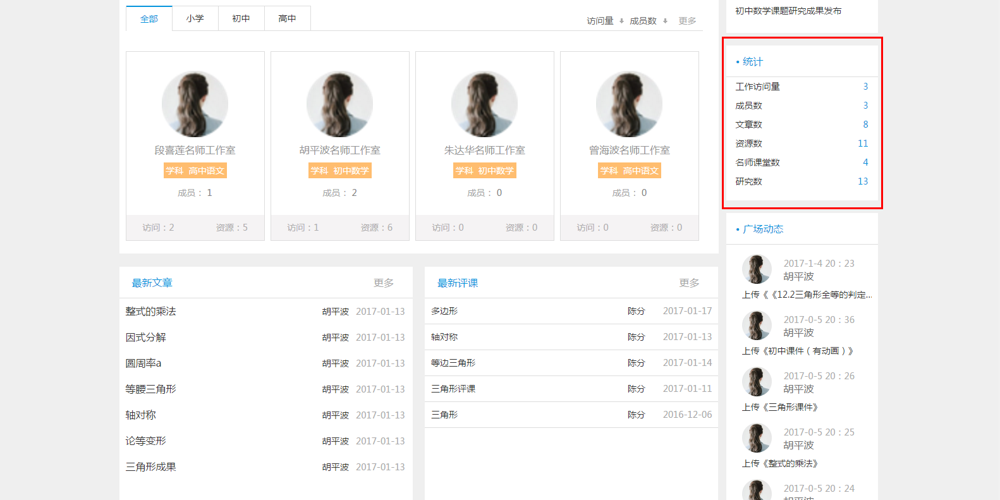 全部 小学 初中 高中 访问量 成员数 更多
段喜莲名师工作室
学科 高中语文
成员： 1
访问：2 资源：5
胡平波名师工作室
学科 初中数学
成员： 2
访问：1 资源：6
朱达华名师工作室
学科 初中数学
成员： 0
访问：0 资源：0
曾海波名师工作室
学科 高中语文
成员： 0
访问：0 资源：0
最新文章 更多
整式的乘法 胡平波 2017-01-13
因式分解 胡平波 2017-01-13
圆周率a 胡平波 2017-01-13
等腰三角形 胡平波 2017-01-13
轴对称 胡平波 2017-01-13
论等变形 胡平波 2017-01-13
三角形成果 胡平波 2017-01-13
最新评课 更多
多边形 陈分 2017-01-17
轴对称 陈分 2017-01-13
等边三角形 陈分 2017-01-14
三角形评课 陈分 2017-01-11
三角形 陈分 2016-12-06
初中数学课题研究成果发布
• 统计
工作访问量 3
成员数 3
文章数 8
资源数 11
名师课堂数 4
研究数 13
• 广场动态
2017-1-4 20：23
胡平波
上传《《12.2三角形全等的判定...
2017-0-5 20：36
胡平波
上传《初中课件（有动画）》
2017-0-5 20：26
胡平波
上传《三角形课件》
2017-0-5 20：25
胡平波
上传《整式的乘法》
2017-0-5 20：24
胡平波